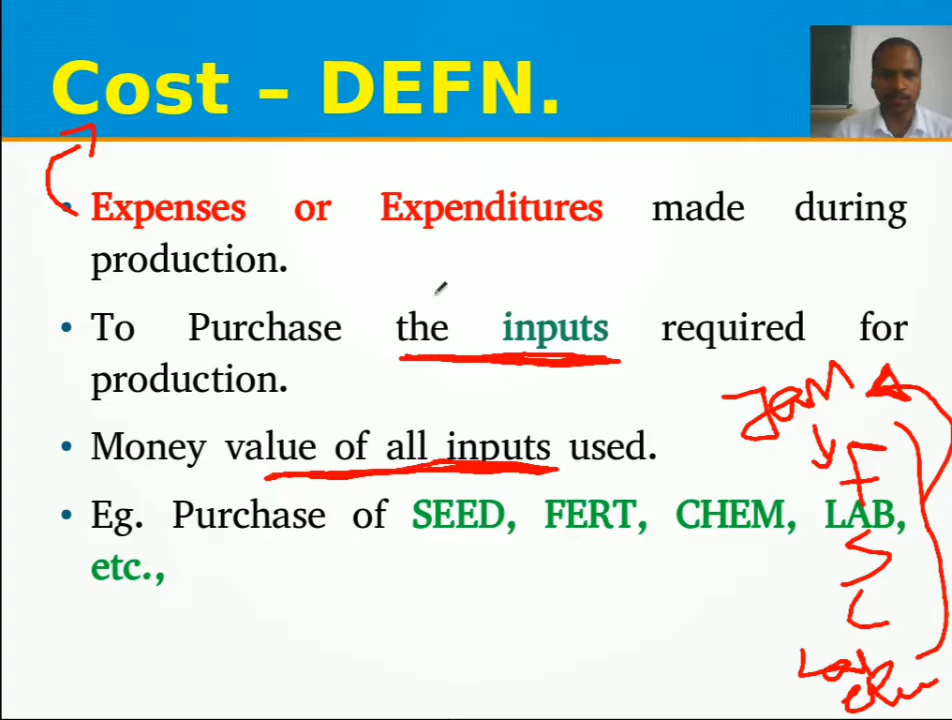 Cost – DEFN.
• Expenses or Expenditures made during
production.
• To Purchase the inputs required for
production.
• Money value of all inputs used.
• Eg. Purchase of SEED, FERT, CHEM, LAB,
etc.,
F
S
C